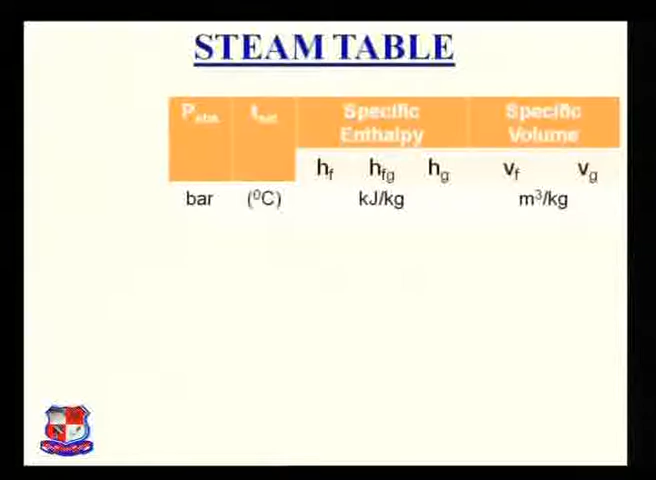 STEAM TABLE
Pabs tsat Specific Enthalpy Specific Volume
hf hfg hg vf vg
bar (⁰C) kJ/kg m³/kg